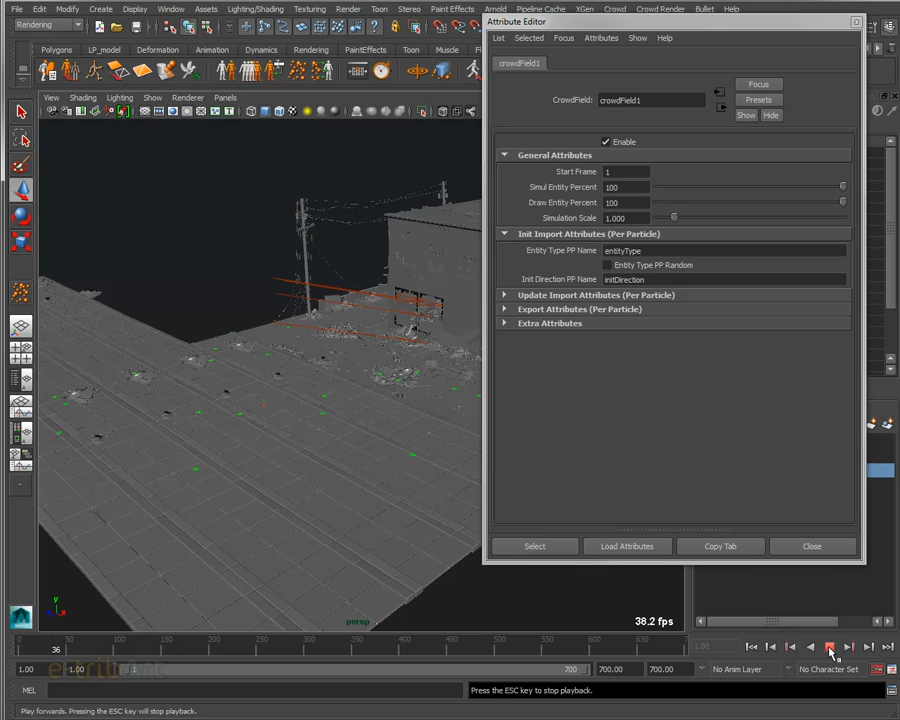 File Edit Modify Create Display Window Assets Lighting/Shading Texturing Render Toon Stereo Paint Effects Arnold Pipeline Cache XGen Crowd Crowd Render Bullet Help
Rendering
Attribute Editor
Polygons LP_model Deformation Animation Dynamics Rendering PaintEffects Toon Muscle
List Selected Focus Attributes Show Help
crowdField1
View Shading Lighting Show Renderer Panels
Focus
CrowdField: crowdField1
Presets
Show Hide
Enable
General Attributes
Start Frame 1
Simul Entity Percent 100
Draw Entity Percent 100
Simulation Scale 1.000
Init Import Attributes (Per Particle)
Entity Type PP Name entityType
Entity Type PP Random
Init Direction PP Name initDirection
Update Import Attributes (Per Particle)
Export Attributes (Per Particle)
Extra Attributes
Select Load Attributes Copy Tab Close
y
z x
persp
38.2 fps
50 100 150 200 250 300 350 400 450 500 550 600 650 700
36
1.00
1.00 1.00 1 700 700.00 700.00 No Anim Layer No Character Set
MEL
Press the ESC key to stop playback.
Play forwards. Pressing the ESC key will stop playback.